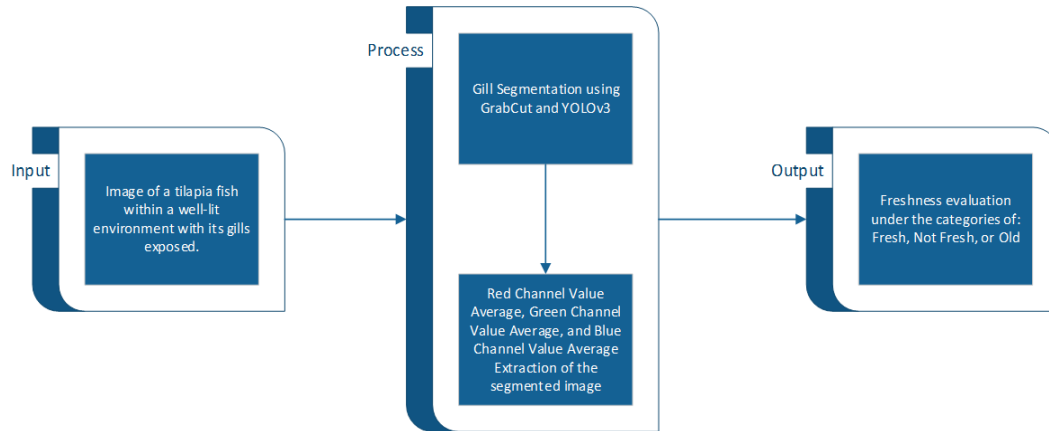 Input
Image of a tilapia fish
within a well-lit
environment with its gills
exposed.
Process
Gill Segmentation using
GrabCut and YOLOv3
Red Channel Value
Average, Green Channel
Value Average, and Blue
Channel Value Average
Extraction of the
segmented image
Output
Freshness evaluation
under the categories of:
Fresh, Not Fresh, or Old